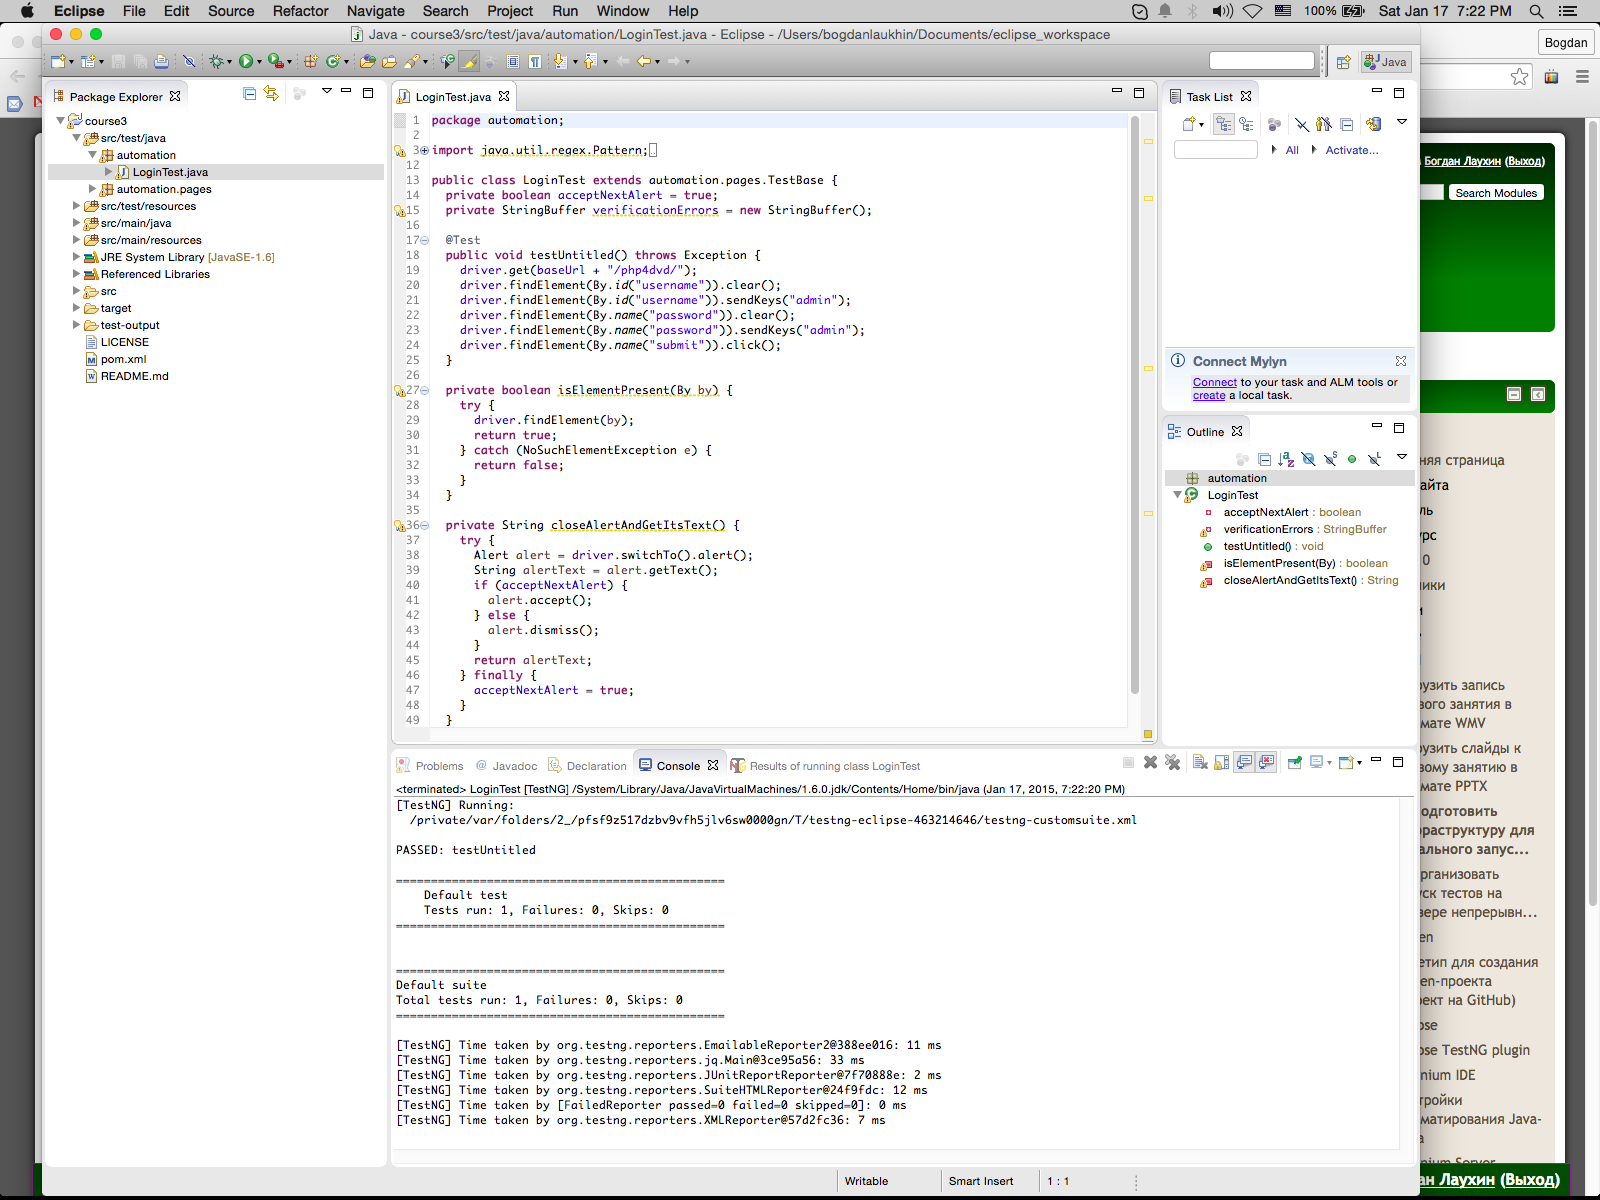 Eclipse File Edit Source Refactor Navigate Search Project Run Window Help 100% Sat Jan 17 7:22 PM
Java - course3/src/test/java/automation/LoginTest.java - Eclipse - /Users/bogdanlaukhin/Documents/eclipse_workspace
Bogdan
Java
Package Explorer
course3
src/test/java
automation
LoginTest.java
automation.pages
src/test/resources
src/main/java
src/main/resources
JRE System Library [JavaSE-1.6]
Referenced Libraries
src
target
test-output
LICENSE
pom.xml
README.md
LoginTest.java
1 package automation;
2
3 import java.util.regex.Pattern;
12
13 public class LoginTest extends automation.pages.TestBase {
14 private boolean acceptNextAlert = true;
15 private StringBuffer verificationErrors = new StringBuffer();
16
17 @Test
18 public void testUntitled() throws Exception {
19 driver.get(baseUrl + "/php4dvd/");
20 driver.findElement(By.id("username")).clear();
21 driver.findElement(By.id("username")).sendKeys("admin");
22 driver.findElement(By.name("password")).clear();
23 driver.findElement(By.name("password")).sendKeys("admin");
24 driver.findElement(By.name("submit")).click();
25 }
26
27 private boolean isElementPresent(By by) {
28 try {
29 driver.findElement(by);
30 return true;
31 } catch (NoSuchElementException e) {
32 return false;
33 }
34 }
35
36 private String closeAlertAndGetItsText() {
37 try {
38 Alert alert = driver.switchTo().alert();
39 String alertText = alert.getText();
40 if (acceptNextAlert) {
41 alert.accept();
42 } else {
43 alert.dismiss();
44 }
45 return alertText;
46 } finally {
47 acceptNextAlert = true;
48 }
49 }
Task List
All Activate...
Connect Mylyn
Connect to your task and ALM tools or
create a local task.
Outline
automation
LoginTest
acceptNextAlert : boolean
verificationErrors : StringBuffer
testUntitled() : void
isElementPresent(By) : boolean
closeAlertAndGetItsText() : String
Problems @ Javadoc Declaration Console Results of running class LoginTest
<terminated> LoginTest [TestNG] /System/Library/Java/JavaVirtualMachines/1.6.0.jdk/Contents/Home/bin/java (Jan 17, 2015, 7:22:20 PM)
[TestNG] Running:
/private/var/folders/2_/pfsf9z517dzbv9vfh5jlv6sw0000gn/T/testng-eclipse-463214646/testng-customsuite.xml
PASSED: testUntitled
===============================================
Default test
Tests run: 1, Failures: 0, Skips: 0
===============================================
===============================================
Default suite
Total tests run: 1, Failures: 0, Skips: 0
===============================================
[TestNG] Time taken by org.testng.reporters.EmailableReporter2@388ee016: 11 ms
[TestNG] Time taken by org.testng.reporters.jq.Main@3ce95a56: 33 ms
[TestNG] Time taken by org.testng.reporters.JUnitReportReporter@7f70888e: 2 ms
[TestNG] Time taken by org.testng.reporters.SuiteHTMLReporter@24f9fdc: 12 ms
[TestNG] Time taken by [FailedReporter passed=0 failed=0 skipped=0]: 0 ms
[TestNG] Time taken by org.testng.reporters.XMLReporter@57d2fc36: 7 ms
Writable Smart Insert 1 : 1
Богдан Лаухин (Выход)
Search Modules
няя страница
айта
ль
рс
0
ики
и
узить запись
вого занятия в
мате WMV
узить слайды к
вому занятию в
мате PPTX
одготовить
раструктуру для
ального запус...
рганизовать
уск тестов на
вере непрерывн...
en
етип для создания
en-проекта
ект на GitHub)
ose
ose TestNG plugin
nium IDE
тройки
матирования Java-
а
nium Server
ан Лаухин (Выход)